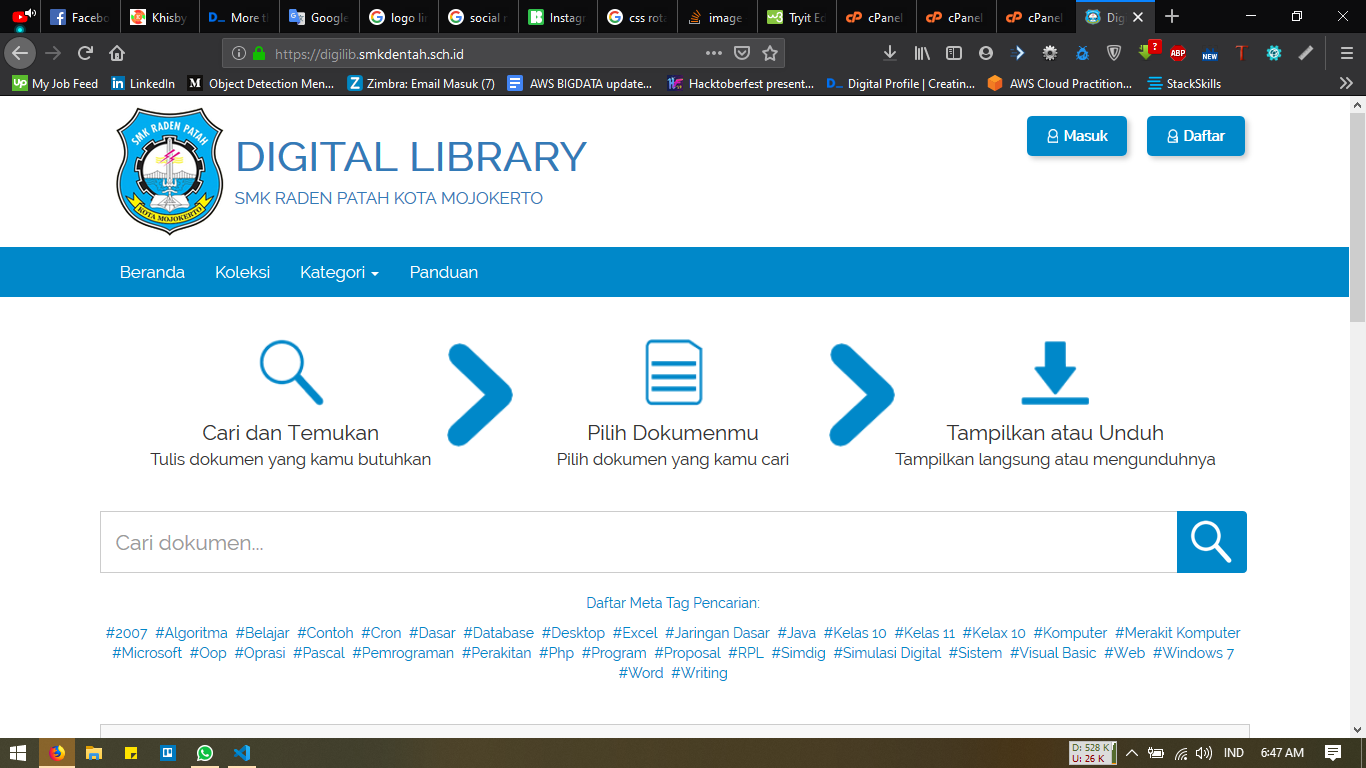 Facebo
Khisby
More th
Google
logo lin
social n
Instagr
css rota
image
Tryit Ed
cPanel
cPanel
cPanel
Dig
https://digilib.smkdentah.sch.id
ABP
NEW
My Job Feed
LinkedIn
Object Detection Men...
Zimbra: Email Masuk (7)
AWS BIGDATA update...
Hacktoberfest present...
Digital Profile | Creatin...
AWS Cloud Practition...
StackSkills
SMK RADEN PATAH
KOTA MOJOKERTO
DIGITAL LIBRARY
SMK RADEN PATAH KOTA MOJOKERTO
Masuk
Daftar
Beranda Koleksi Kategori Panduan
Cari dan Temukan
Tulis dokumen yang kamu butuhkan
Pilih Dokumenmu
Pilih dokumen yang kamu cari
Tampilkan atau Unduh
Tampilkan langsung atau mengunduhnya
Cari dokumen...
Daftar Meta Tag Pencarian:
#2007 #Algoritma #Belajar #Contoh #Cron #Dasar #Database #Desktop #Excel #Jaringan Dasar #Java #Kelas 10 #Kelas 11 #Kelax 10 #Komputer #Merakit Komputer
#Microsoft #Oop #Oprasi #Pascal #Pemrograman #Perakitan #Php #Program #Proposal #RPL #Simdig #Simulasi Digital #Sistem #Visual Basic #Web #Windows 7
#Word #Writing
D: 528 K
U: 26 K
IND
6:47 AM